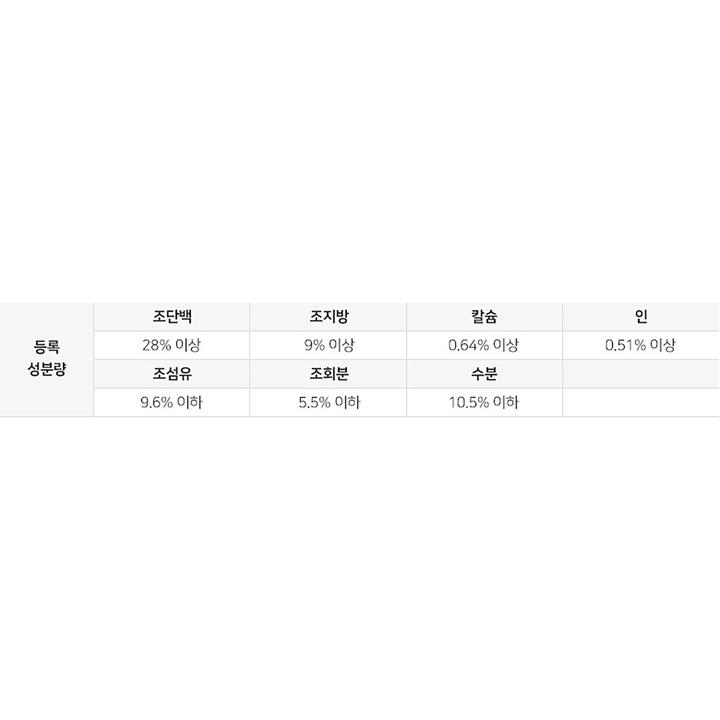 등록
성분량
조단백 조지방 칼슘 인
28% 이상 9% 이상 0.64% 이상 0.51% 이상
조섬유 조회분 수분
9.6% 이하 5.5% 이하 10.5% 이하